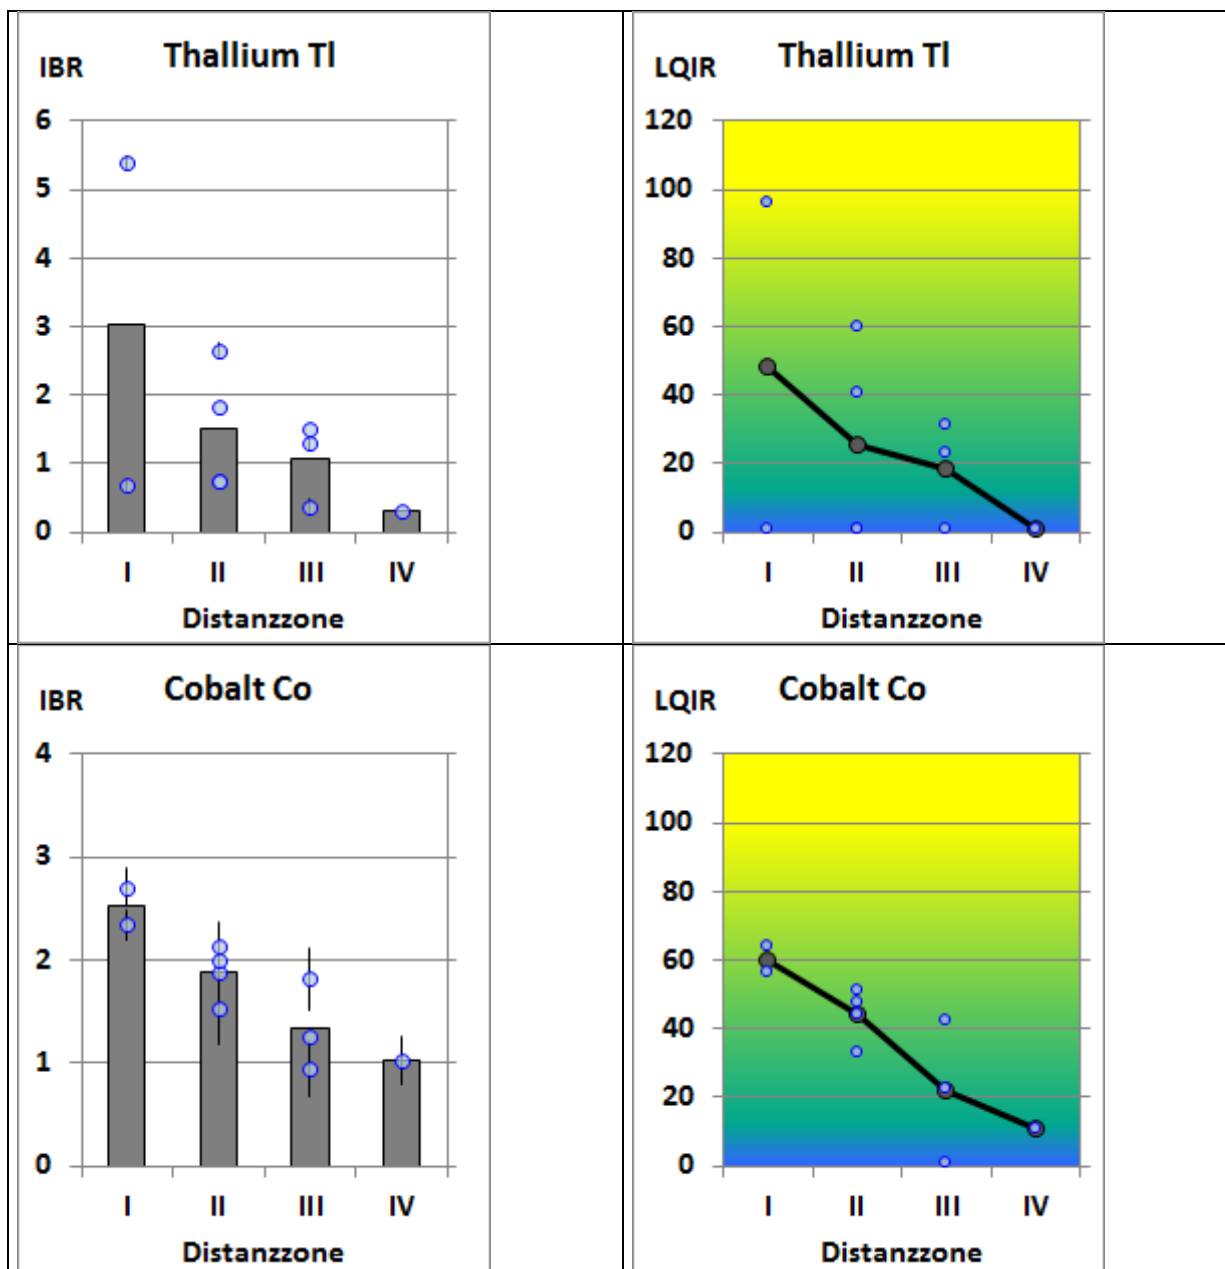 IBR Thallium Tl
6
5
4
3
2
1
0
I II III IV
Distanzzone
LQIR Thallium Tl
120
100
80
60
40
20
0
I II III IV
Distanzzone
IBR Cobalt Co
4
3
2
1
0
I II III IV
Distanzzone
LQIR Cobalt Co
120
100
80
60
40
20
0
I II III IV
Distanzzone